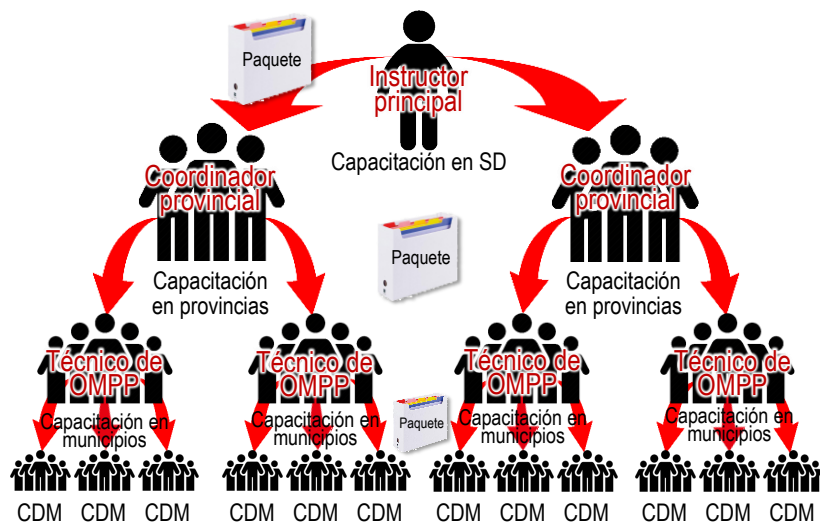 Paquete
Instructor
principal
Capacitación en SD
Coordinador
provincial
Coordinador
provincial
Paquete
Capacitación
en provincias
Capacitación
en provincias
Técnico de
OMPP
Técnico de
OMPP
Técnico de
OMPP
Técnico de
OMPP
Paquete
Capacitación en
municipios
Capacitación en
municipios
Capacitación en
municipios
Capacitación en
municipios
CDM CDM CDM CDM CDM CDM CDM CDM CDM CDM CDM CDM